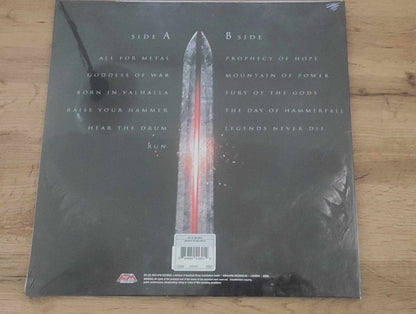 SIDE A
ALL FOR METAL
GODDESS OF WAR
BORN IN VALHALLA
RAISE YOUR HAMMER
HEAR THE DRUM
RUN
B SIDE
PROPHECY OF HOPE
MOUNTAIN OF POWER
FURY OF THE GODS
THE DAY OF HAMMERFALL
LEGENDS NEVER DIE